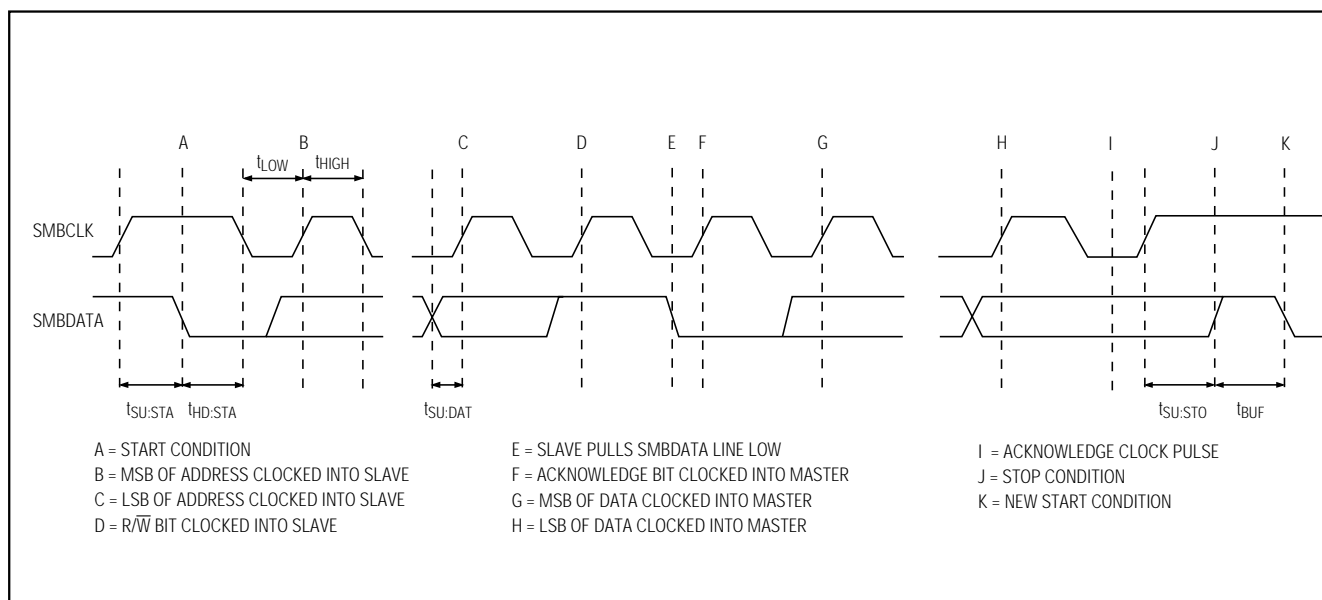 A B C D E F G H I J K
tLOW tHIGH
SMBCLK
SMBDATA
tSU:STA tHD:STA tSU:DAT tSU:STO tBUF
A = START CONDITION
B = MSB OF ADDRESS CLOCKED INTO SLAVE
C = LSB OF ADDRESS CLOCKED INTO SLAVE
D = R/W̅ BIT CLOCKED INTO SLAVE
E = SLAVE PULLS SMBDATA LINE LOW
F = ACKNOWLEDGE BIT CLOCKED INTO MASTER
G = MSB OF DATA CLOCKED INTO MASTER
H = LSB OF DATA CLOCKED INTO MASTER
I = ACKNOWLEDGE CLOCK PULSE
J = STOP CONDITION
K = NEW START CONDITION